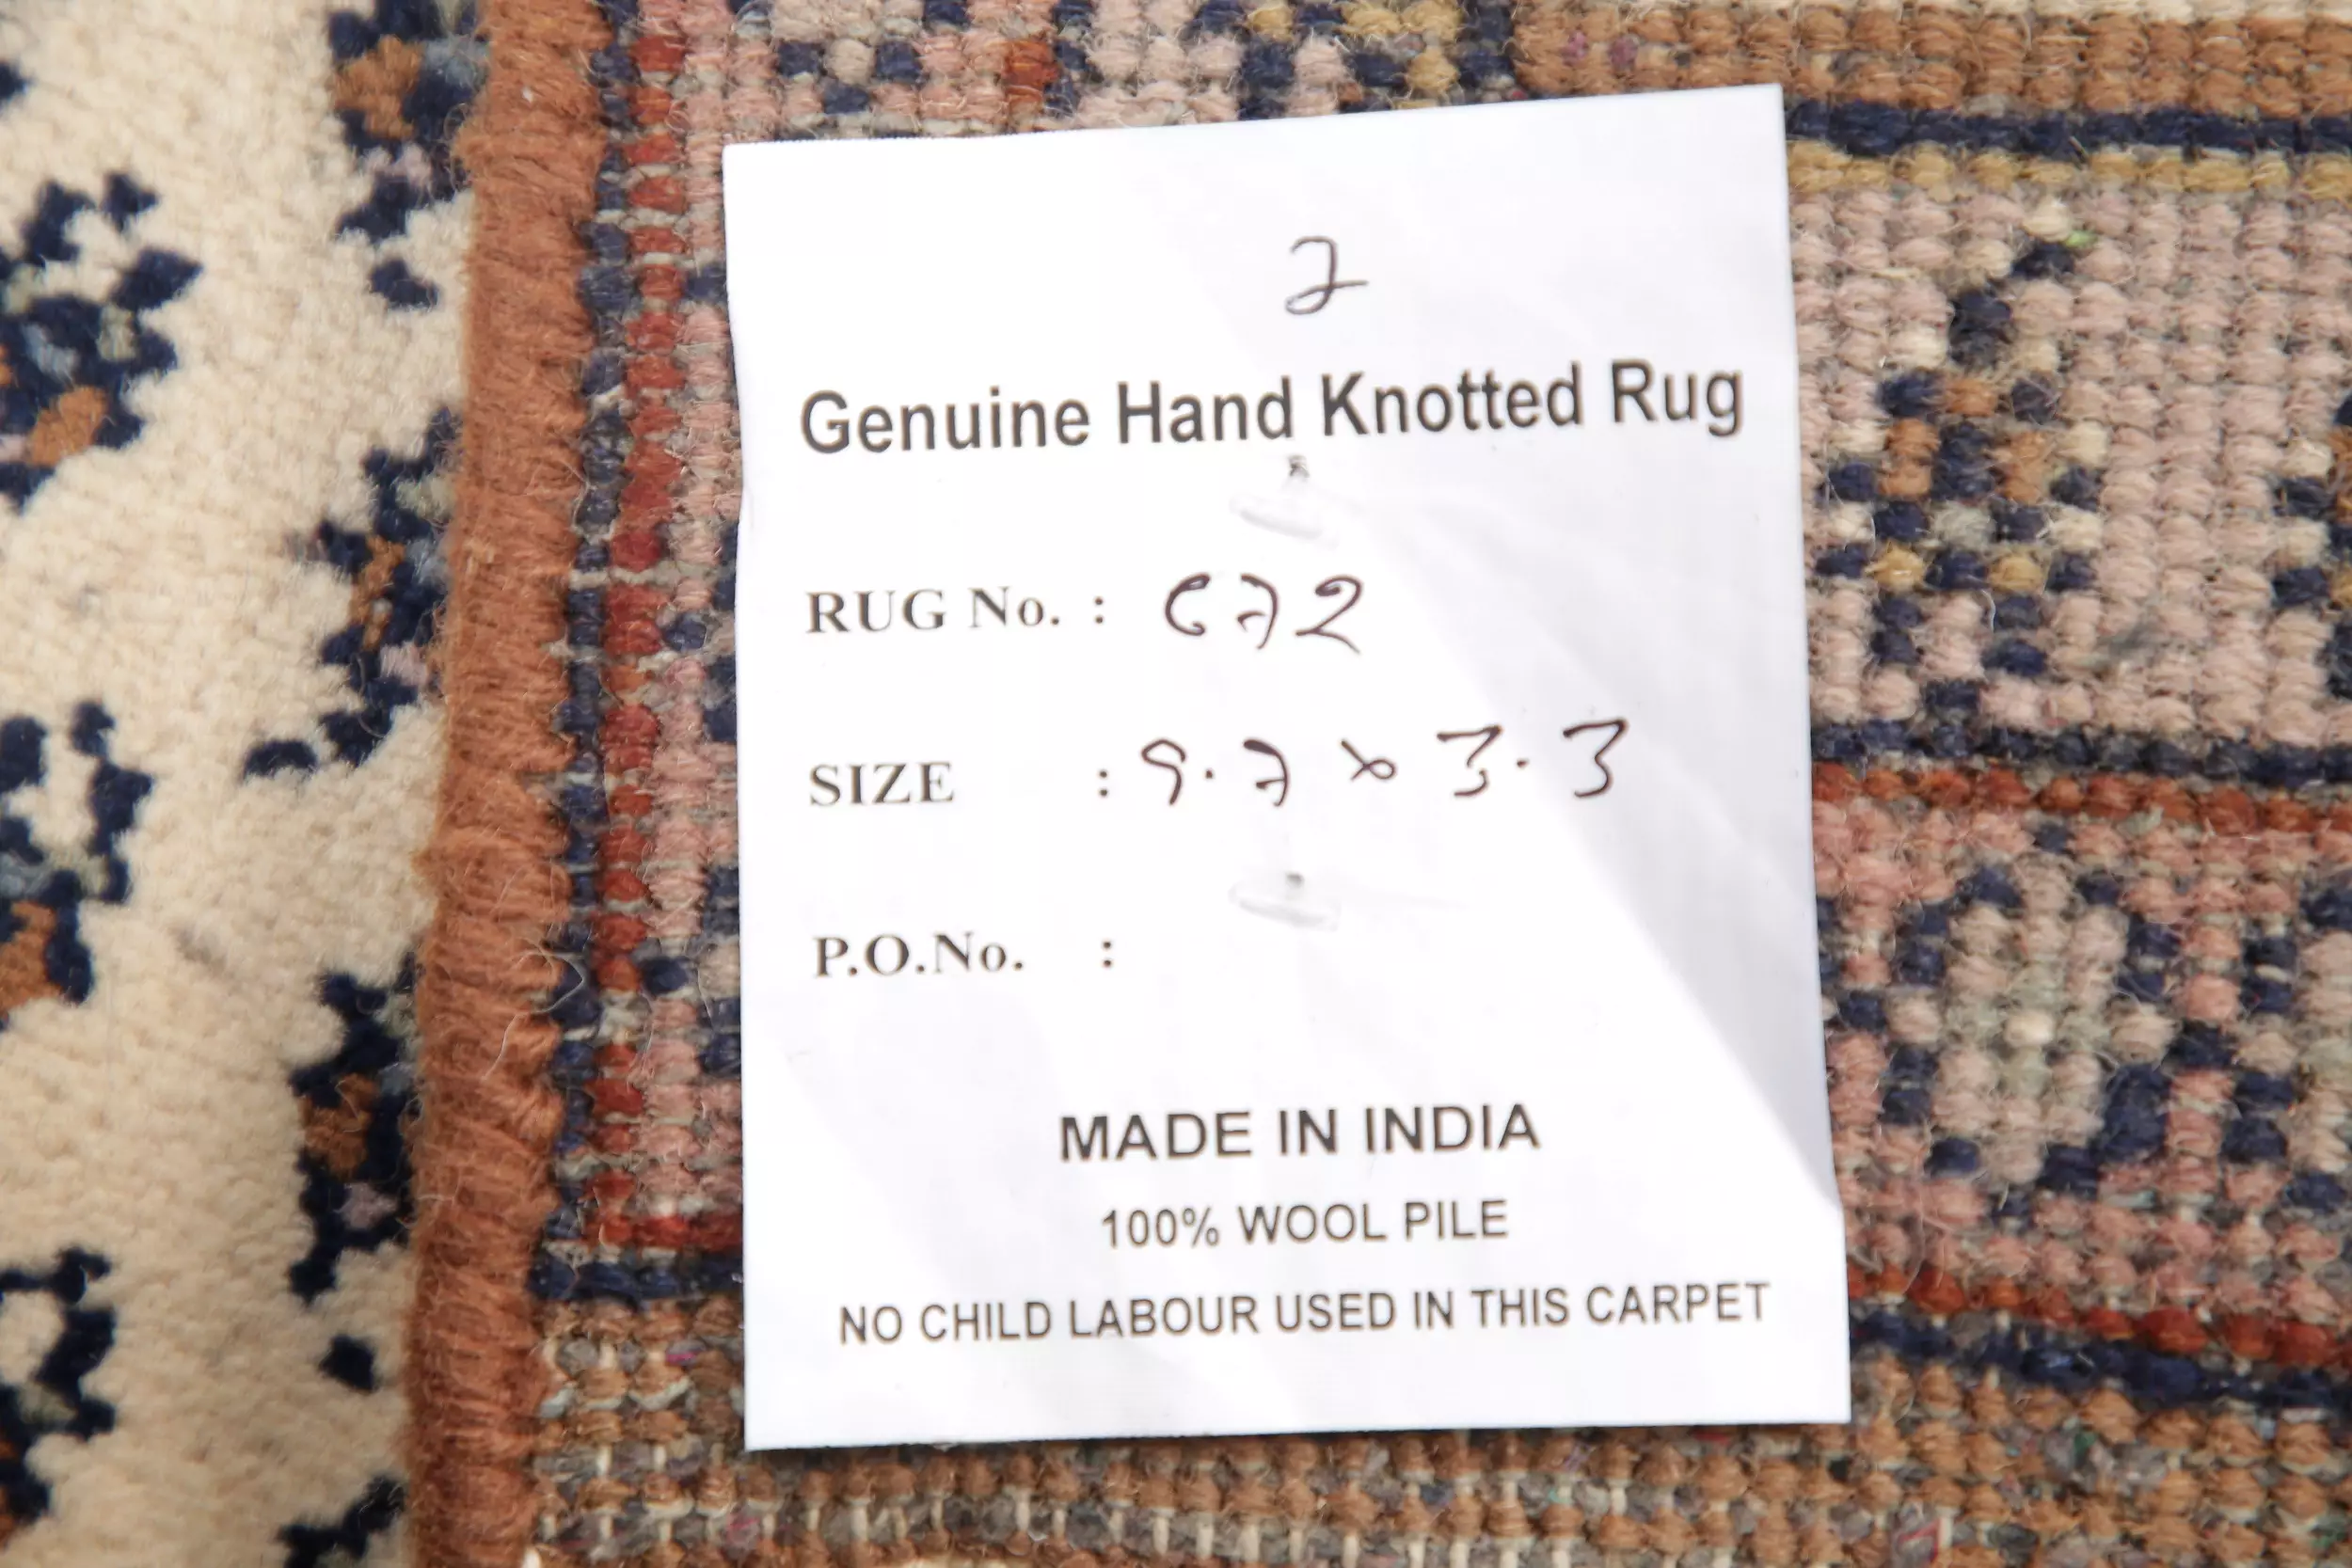 2
Genuine Hand Knotted Rug
RUG No. : 672
SIZE : 9.7 x 3.3
P.O.No. :
MADE IN INDIA
100% WOOL PILE
NO CHILD LABOUR USED IN THIS CARPET